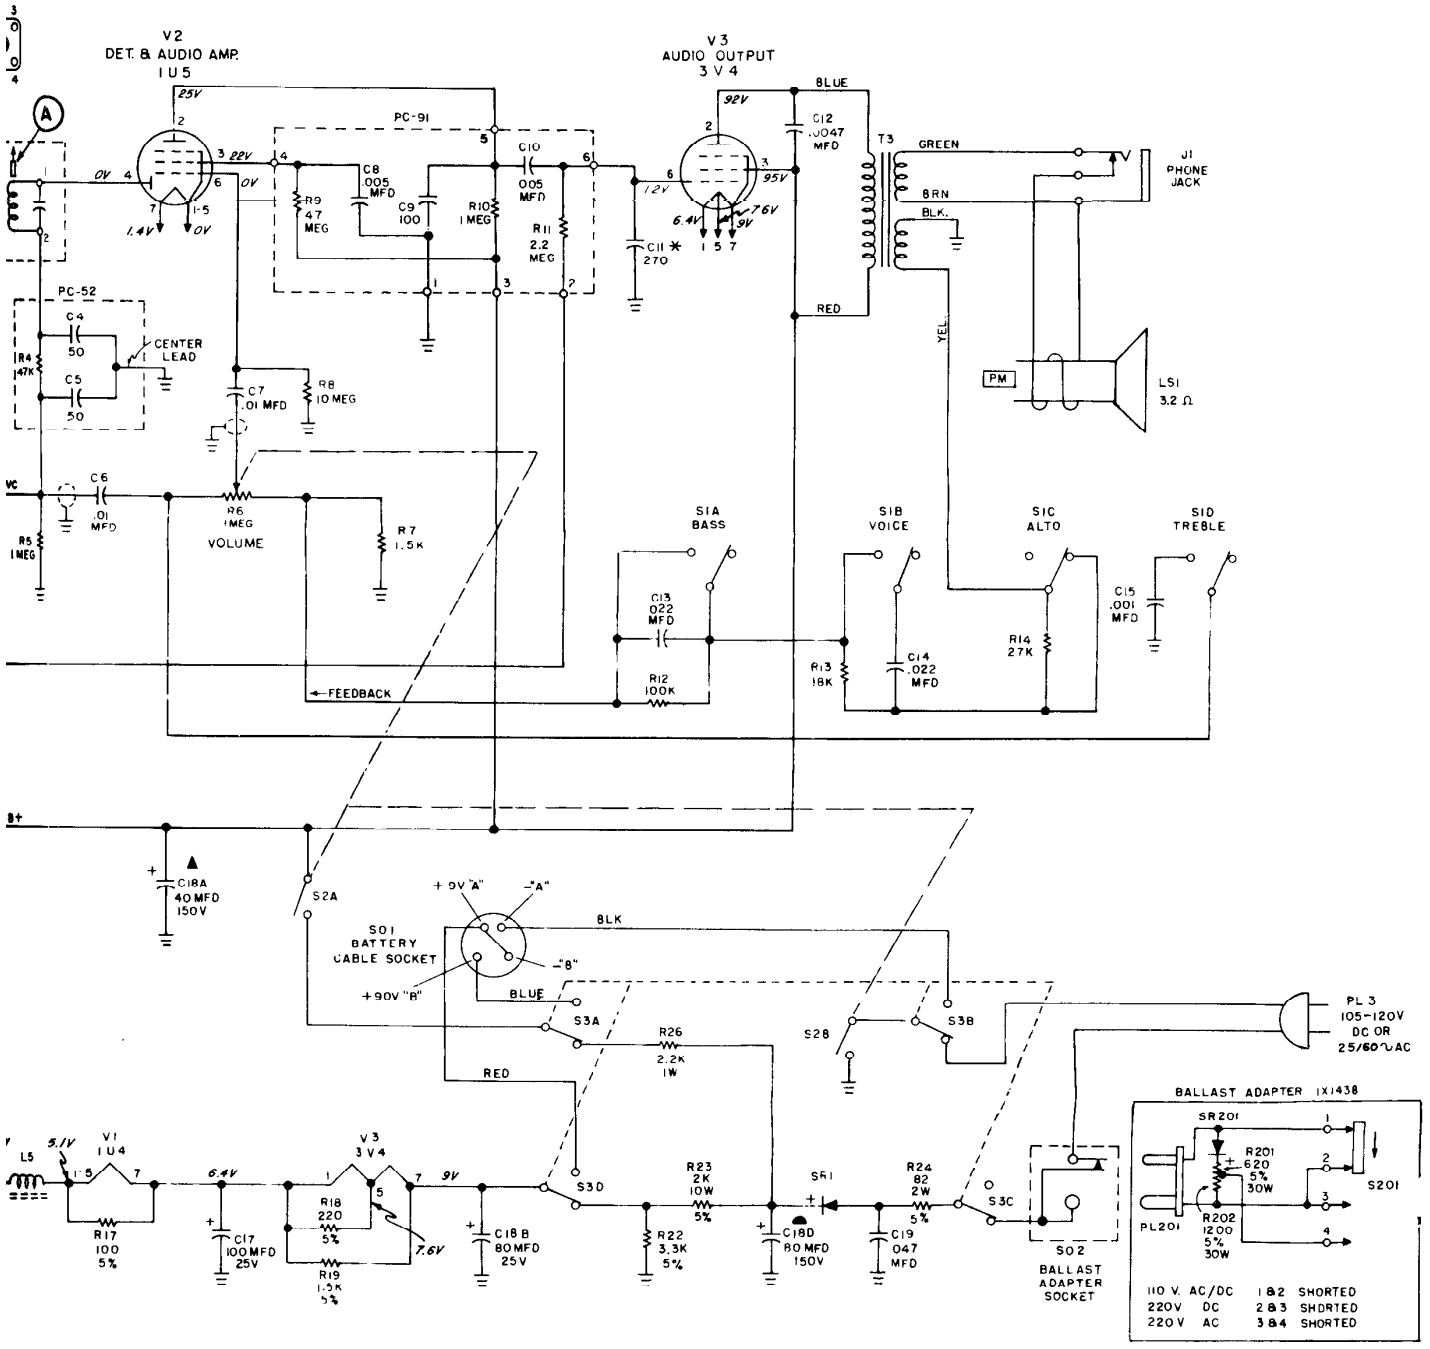 3
4
V2
DET. & AUDIO AMP.
1U5
25V
2
A
1
2
0V
4
3
22V
6
0V
7
1-5
1.4V
0V
PC-91
4
5
6
1
3
2
R9
47
MEG
C8
.005
MFD
C9
100
R10
1 MEG
C10
005
MFD
R11
2.2
MEG
V3
AUDIO OUTPUT
3V4
92V
2
3
95V
6
12V
6.4V
7.6V
9V
1 5 7
C11 *
270
C12
.0047
MFD
BLUE
RED
T3
GREEN
BRN
BLK.
YEL
J1
PHONE
JACK
PM
LS1
3.2 Ω
PC-52
C4
50
R4
47K
C5
50
CENTER
LEAD
C7
.01 MFD
R8
10 MEG
VC
C6
.01
MFD
R5
1MEG
R6
1MEG
VOLUME
R7
1.5K
S1A
BASS
S1B
VOICE
S1C
ALTO
S1D
TREBLE
C13
022
MFD
R12
100K
R13
18K
C14
.022
MFD
R14
27K
C15
.001
MFD
FEEDBACK
B+
+
C18A
40 MFD
150V
S2A
+9V "A"
-"A"
SO1
BATTERY
CABLE SOCKET
-"B"
+90V "B"
BLK
BLUE
S3A
R26
2.2K
1W
RED
S2B
S3B
PL 3
105-120V
DC OR
25/60∿AC
L5
5.1V
V1
1U4
1-5
7
R17
100
5%
6.4V
+
C17
100MFD
25V
V3
3V4
1
5
7
R18
220
5%
R19
1.5K
5%
7.6V
9V
+
C18B
80MFD
25V
S3D
R22
3.3K
5%
R23
2K
10W
5%
+
C18D
80 MFD
150V
+
SR1
C19
047
MFD
R24
82
2W
5%
S3C
SO2
BALLAST
ADAPTER
SOCKET
BALLAST ADAPTER 1X1438
SR201
+
R201
620
5%
30W
R202
1200
5%
30W
PL201
1
2
3
4
S201
110 V. AC/DC 1&2 SHORTED
220V DC 2&3 SHORTED
220V AC 3&4 SHORTED